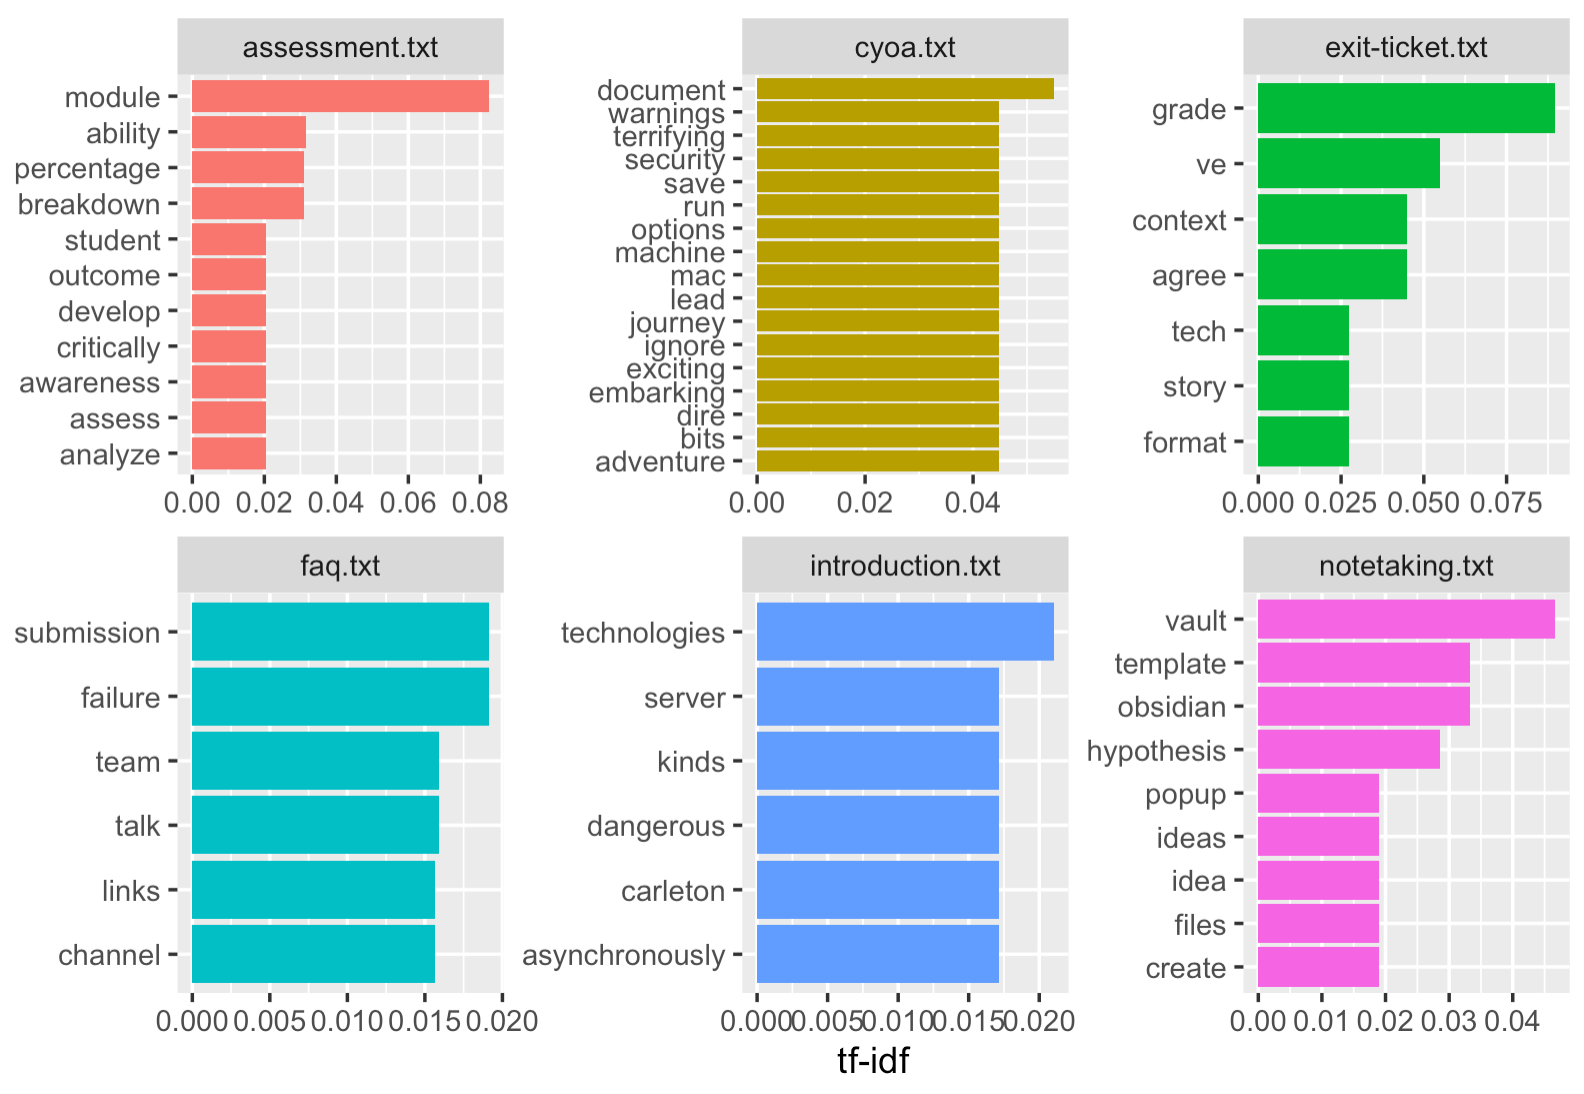 assessment.txt
module
ability
percentage
breakdown
student
outcome
develop
critically
awareness
assess
analyze
0.00 0.02 0.04 0.06 0.08
cyoa.txt
document
warnings
terrifying
security
save
run
options
machine
mac
lead
journey
ignore
exciting
embarking
dire
bits
adventure
0.00 0.02 0.04
exit-ticket.txt
grade
ve
context
agree
tech
story
format
0.000 0.025 0.050 0.075
faq.txt
submission
failure
team
talk
links
channel
0.000 0.005 0.010 0.015 0.020
introduction.txt
technologies
server
kinds
dangerous
carleton
asynchronously
0.000 0.005 0.010 0.015 0.020
notetaking.txt
vault
template
obsidian
hypothesis
popup
ideas
idea
files
create
0.00 0.01 0.02 0.03 0.04
tf-idf